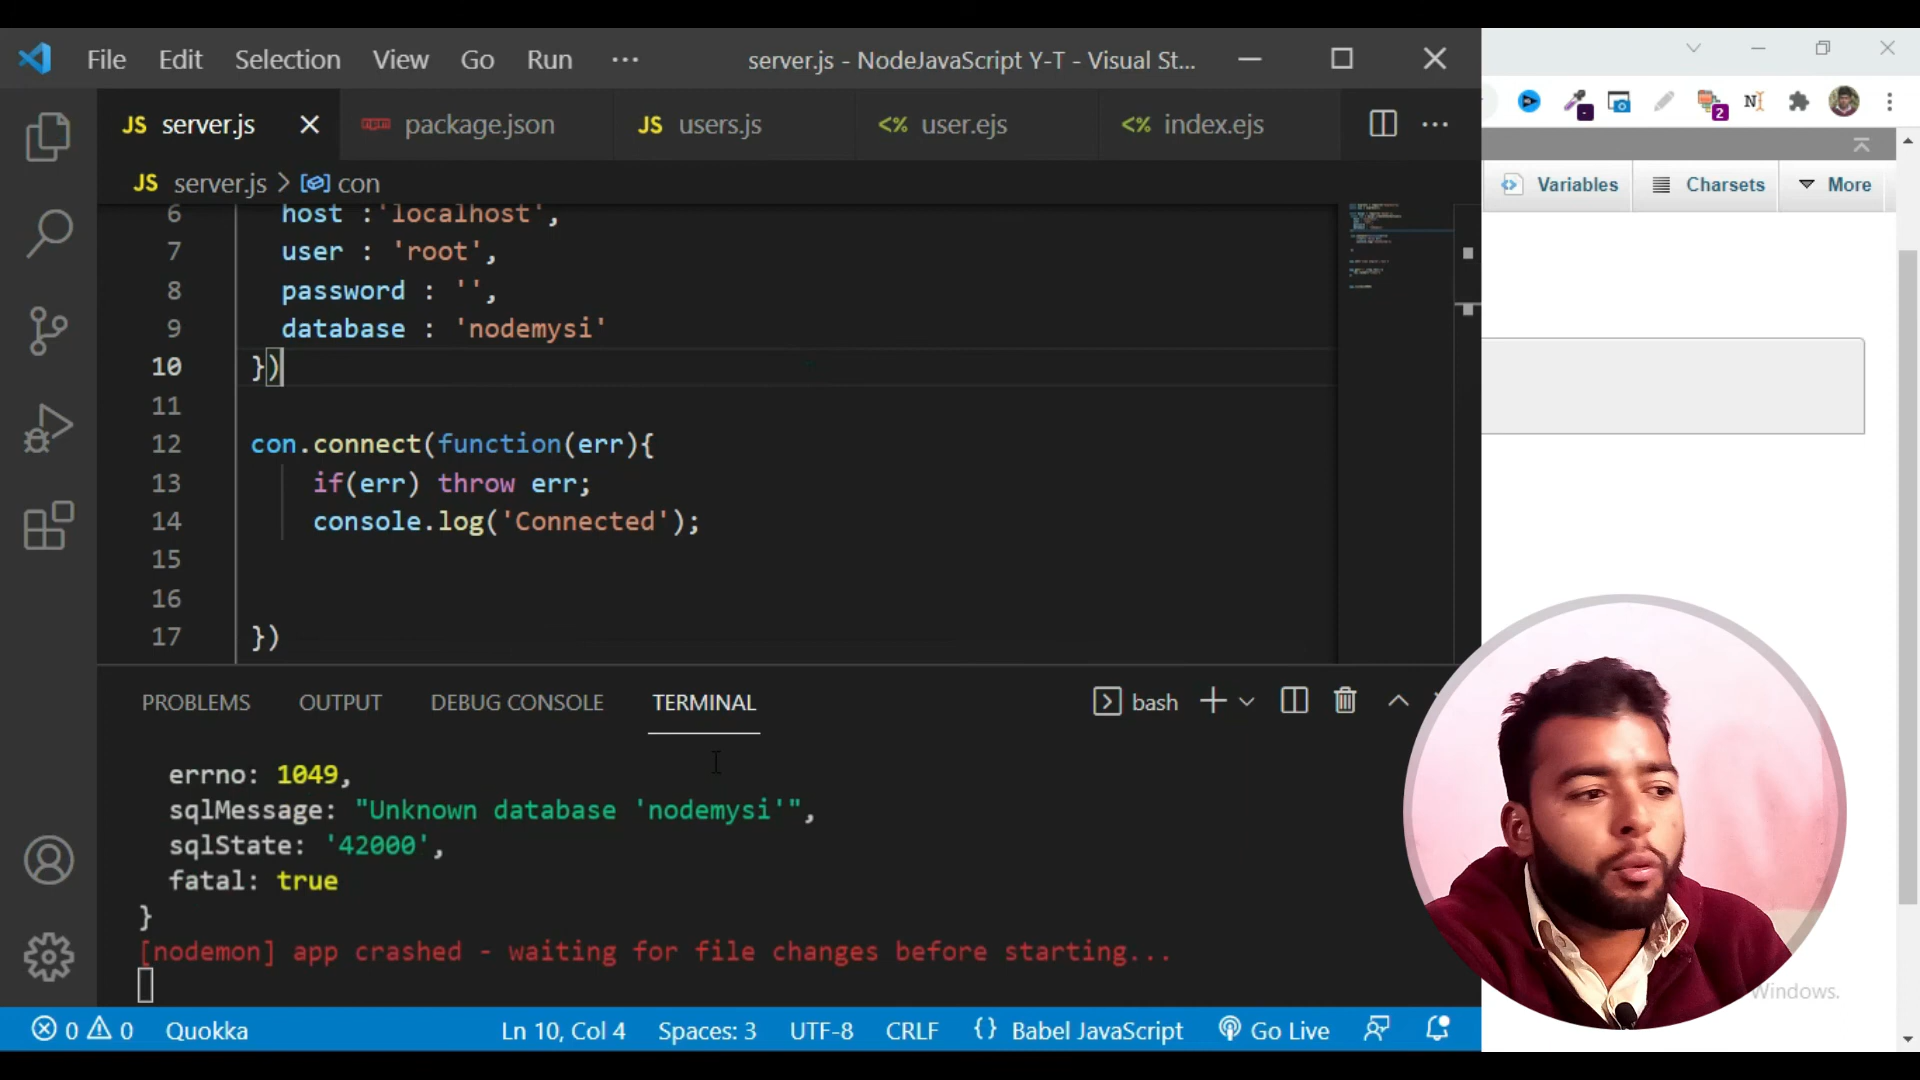 File Edit Selection View Go Run ··· server.js - NodeJavaScript Y-T - Visual St...
JS server.js package.json JS users.js <% user.ejs <% index.ejs ···
JS server.js > con
6 host :'localhost',
7 user : 'root',
8 password : '',
9 database : 'nodemysi'
10 })
11
12 con.connect(function(err){
13 if(err) throw err;
14 console.log('Connected');
15
16
17 })
PROBLEMS OUTPUT DEBUG CONSOLE TERMINAL bash
errno: 1049,
sqlMessage: "Unknown database 'nodemysi'",
sqlState: '42000',
fatal: true
}
[nodemon] app crashed - waiting for file changes before starting...
0 0 Quokka Ln 10, Col 4 Spaces: 3 UTF-8 CRLF {} Babel JavaScript Go Live
2
Variables Charsets More
Windows.